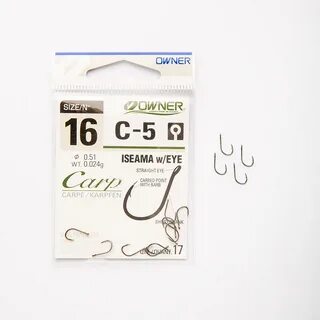 OWNER
SIZE/N°
16
OWNER
C-5
Φ 0.51
WT. 0.024g
ISEAMA w/EYE
STRAIGHT EYE
CURVED POINT
WITH BARB
Carp
CARPE/KARPFEN
17